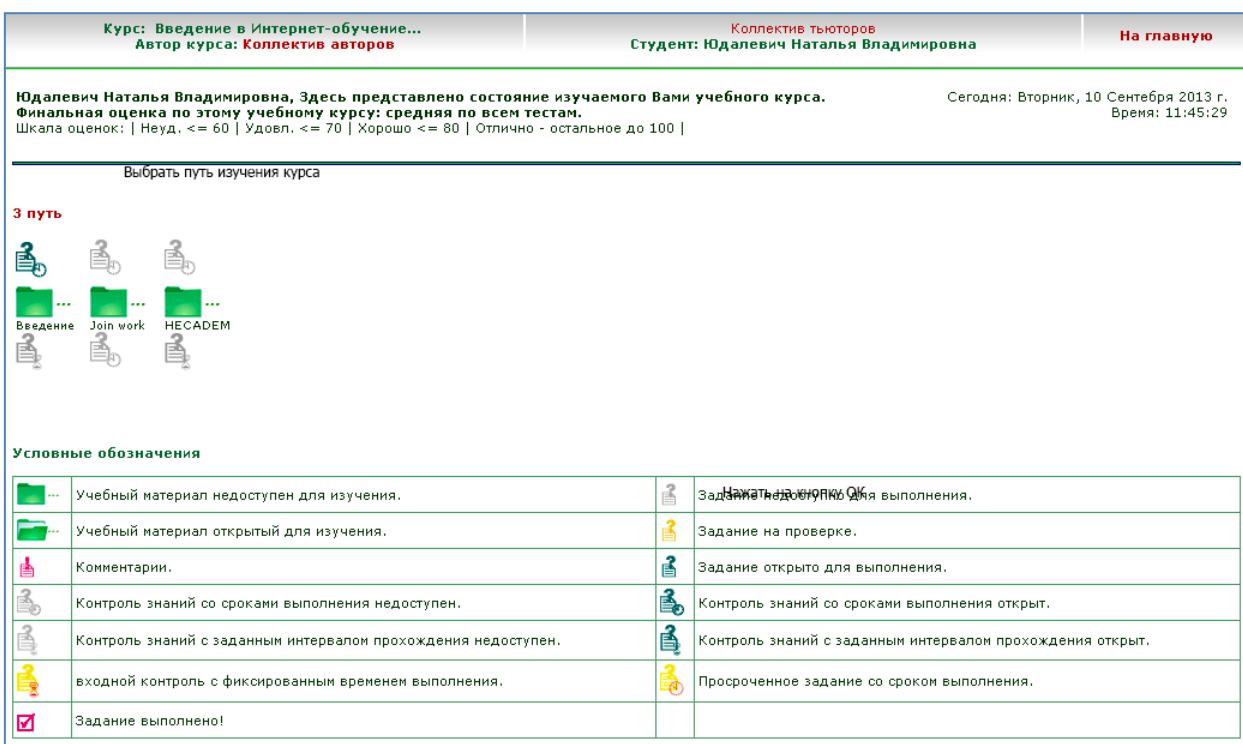 Курс: Введение в Интернет-обучение...
Автор курса: Коллектив авторов
Коллектив тьюторов
Студент: Юдалевич Наталья Владимировна
На главную
Юдалевич Наталья Владимировна, Здесь представлено состояние изучаемого Вами учебного курса.
Финальная оценка по этому учебному курсу: средняя по всем тестам.
Шкала оценок: | Неуд. <= 60 | Удовл. <= 70 | Хорошо <= 80 | Отлично - остальное до 100 |
Сегодня: Вторник, 10 Сентября 2013 г.
Время: 11:45:29
Выбрать путь изучения курса
3 путь
Введение
Join work
HECADEM
Условные обозначения
Учебный материал недоступен для изучения.
Задание недоступно для выполнения.
Нажать на кнопку ОК
Учебный материал открытый для изучения.
Задание на проверке.
Комментарии.
Задание открыто для выполнения.
Контроль знаний со сроками выполнения недоступен.
Контроль знаний со сроками выполнения открыт.
Контроль знаний с заданным интервалом прохождения недоступен.
Контроль знаний с заданным интервалом прохождения открыт.
входной контроль с фиксированным временем выполнения.
Просроченное задание со сроком выполнения.
Задание выполнено!